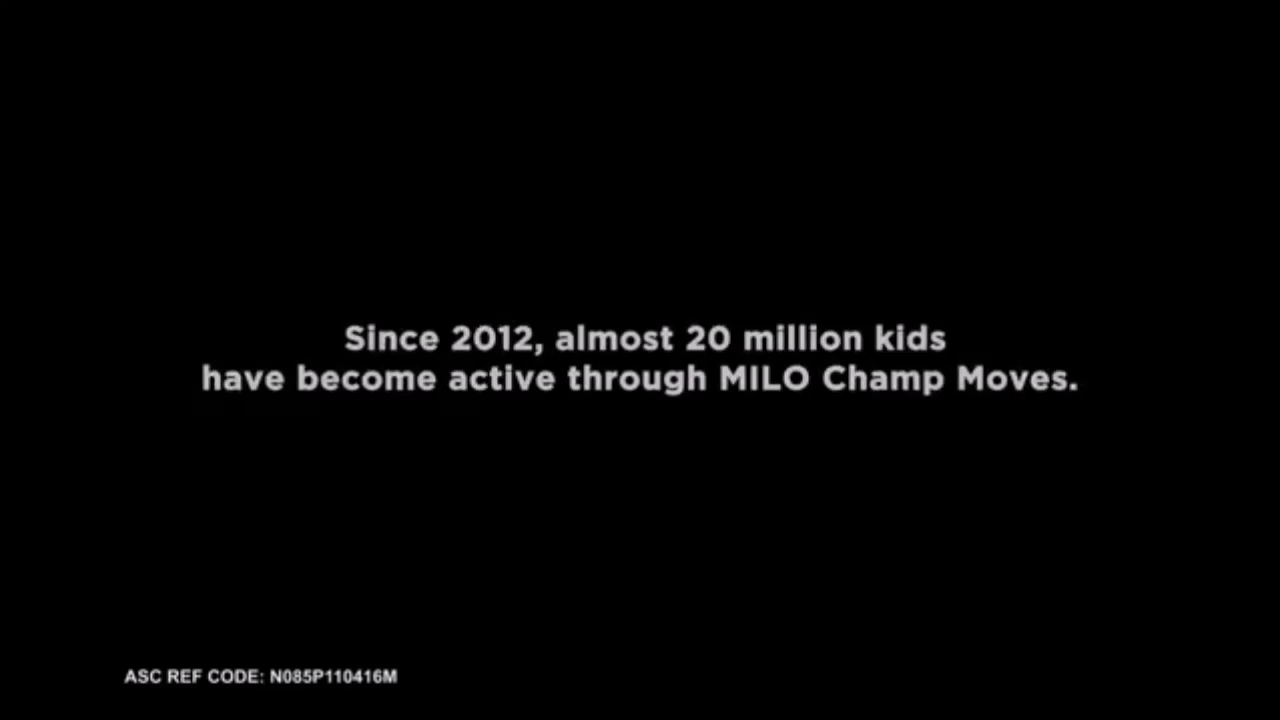 Since 2012, almost 20 million kids
have become active through MILO Champ Moves.
ASC REF CODE: N085P110416M